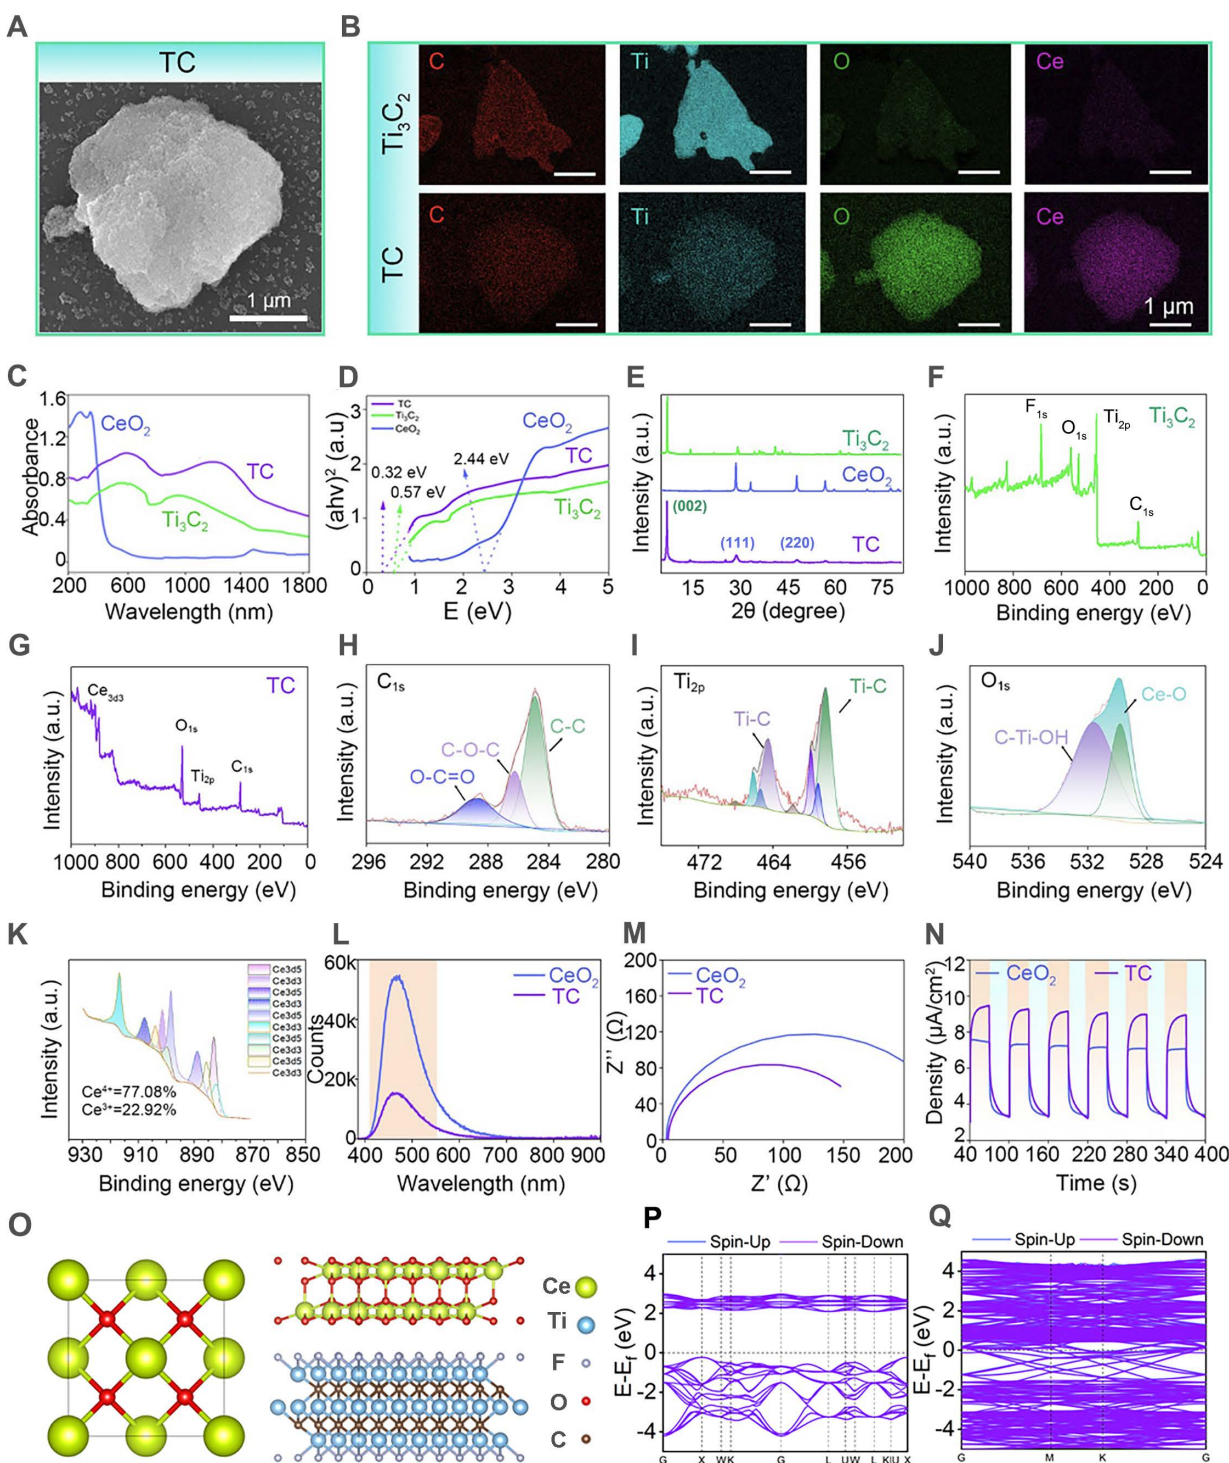 A
B
TC
1 µm
Ti₃C₂
C
Ti
O
Ce
TC
C
Ti
O
Ce
1 µm
C
Absorbance
1.6
1.2
0.8
0.4
0
CeO₂
TC
Ti₃C₂
200
600
1000
1400
1800
Wavelength (nm)
D
(ahv)² (a.u)
3
2
1
0
TC
Ti₃C₂
CeO₂
0.32 eV
0.57 eV
2.44 eV
CeO₂
TC
Ti₃C₂
0 1 2 3 4 5
E (eV)
E
Intensity (a.u.)
Ti₃C₂
CeO₂
(002)
(111)
(220)
TC
15 30 45 60 75
2θ (degree)
F
Intensity (a.u.)
F₁s
O₁s
Ti₂p
Ti₃C₂
C₁s
1000 800 600 400 200 0
Binding energy (eV)
G
Intensity (a.u.)
Ce₃d₃
TC
O₁s
Ti₂p
C₁s
1000 800 600 400 200 0
Binding energy (eV)
H
Intensity (a.u.)
C₁s
C-C
C-O-C
O-C=O
296 292 288 284 280
Binding energy (eV)
I
Intensity (a.u.)
Ti₂p
Ti-C
Ti-C
472 464 456
Binding energy (eV)
J
Intensity (a.u.)
O₁s
Ce-O
C-Ti-OH
540 536 532 528 524
Binding energy (eV)
K
Intensity (a.u.)
Ce3d5
Ce3d3
Ce3d5
Ce3d3
Ce3d5
Ce3d3
Ce3d5
Ce3d3
Ce3d5
Ce3d3
Ce⁴⁺=77.08%
Ce³⁺=22.92%
930 910 890 870 850
Binding energy (eV)
L
Counts
60k
40k
20k
0
CeO₂
TC
400 500 600 700 800 900
Wavelength (nm)
M
Z'' (Ω)
200
160
120
80
40
0
CeO₂
TC
0 50 100 150 200
Z' (Ω)
N
Density (µA/cm²)
12
10
8
6
4
2
CeO₂
TC
40 100 160 220 280 340 400
Time (s)
O
Ce
Ti
F
O
C
P
Spin-Up
Spin-Down
E-E_f (eV)
4
2
0
-2
-4
G X W K G L U W L K|U X
Q
Spin-Up
Spin-Down
E-E_f (eV)
4
2
0
-2
-4
G M K G